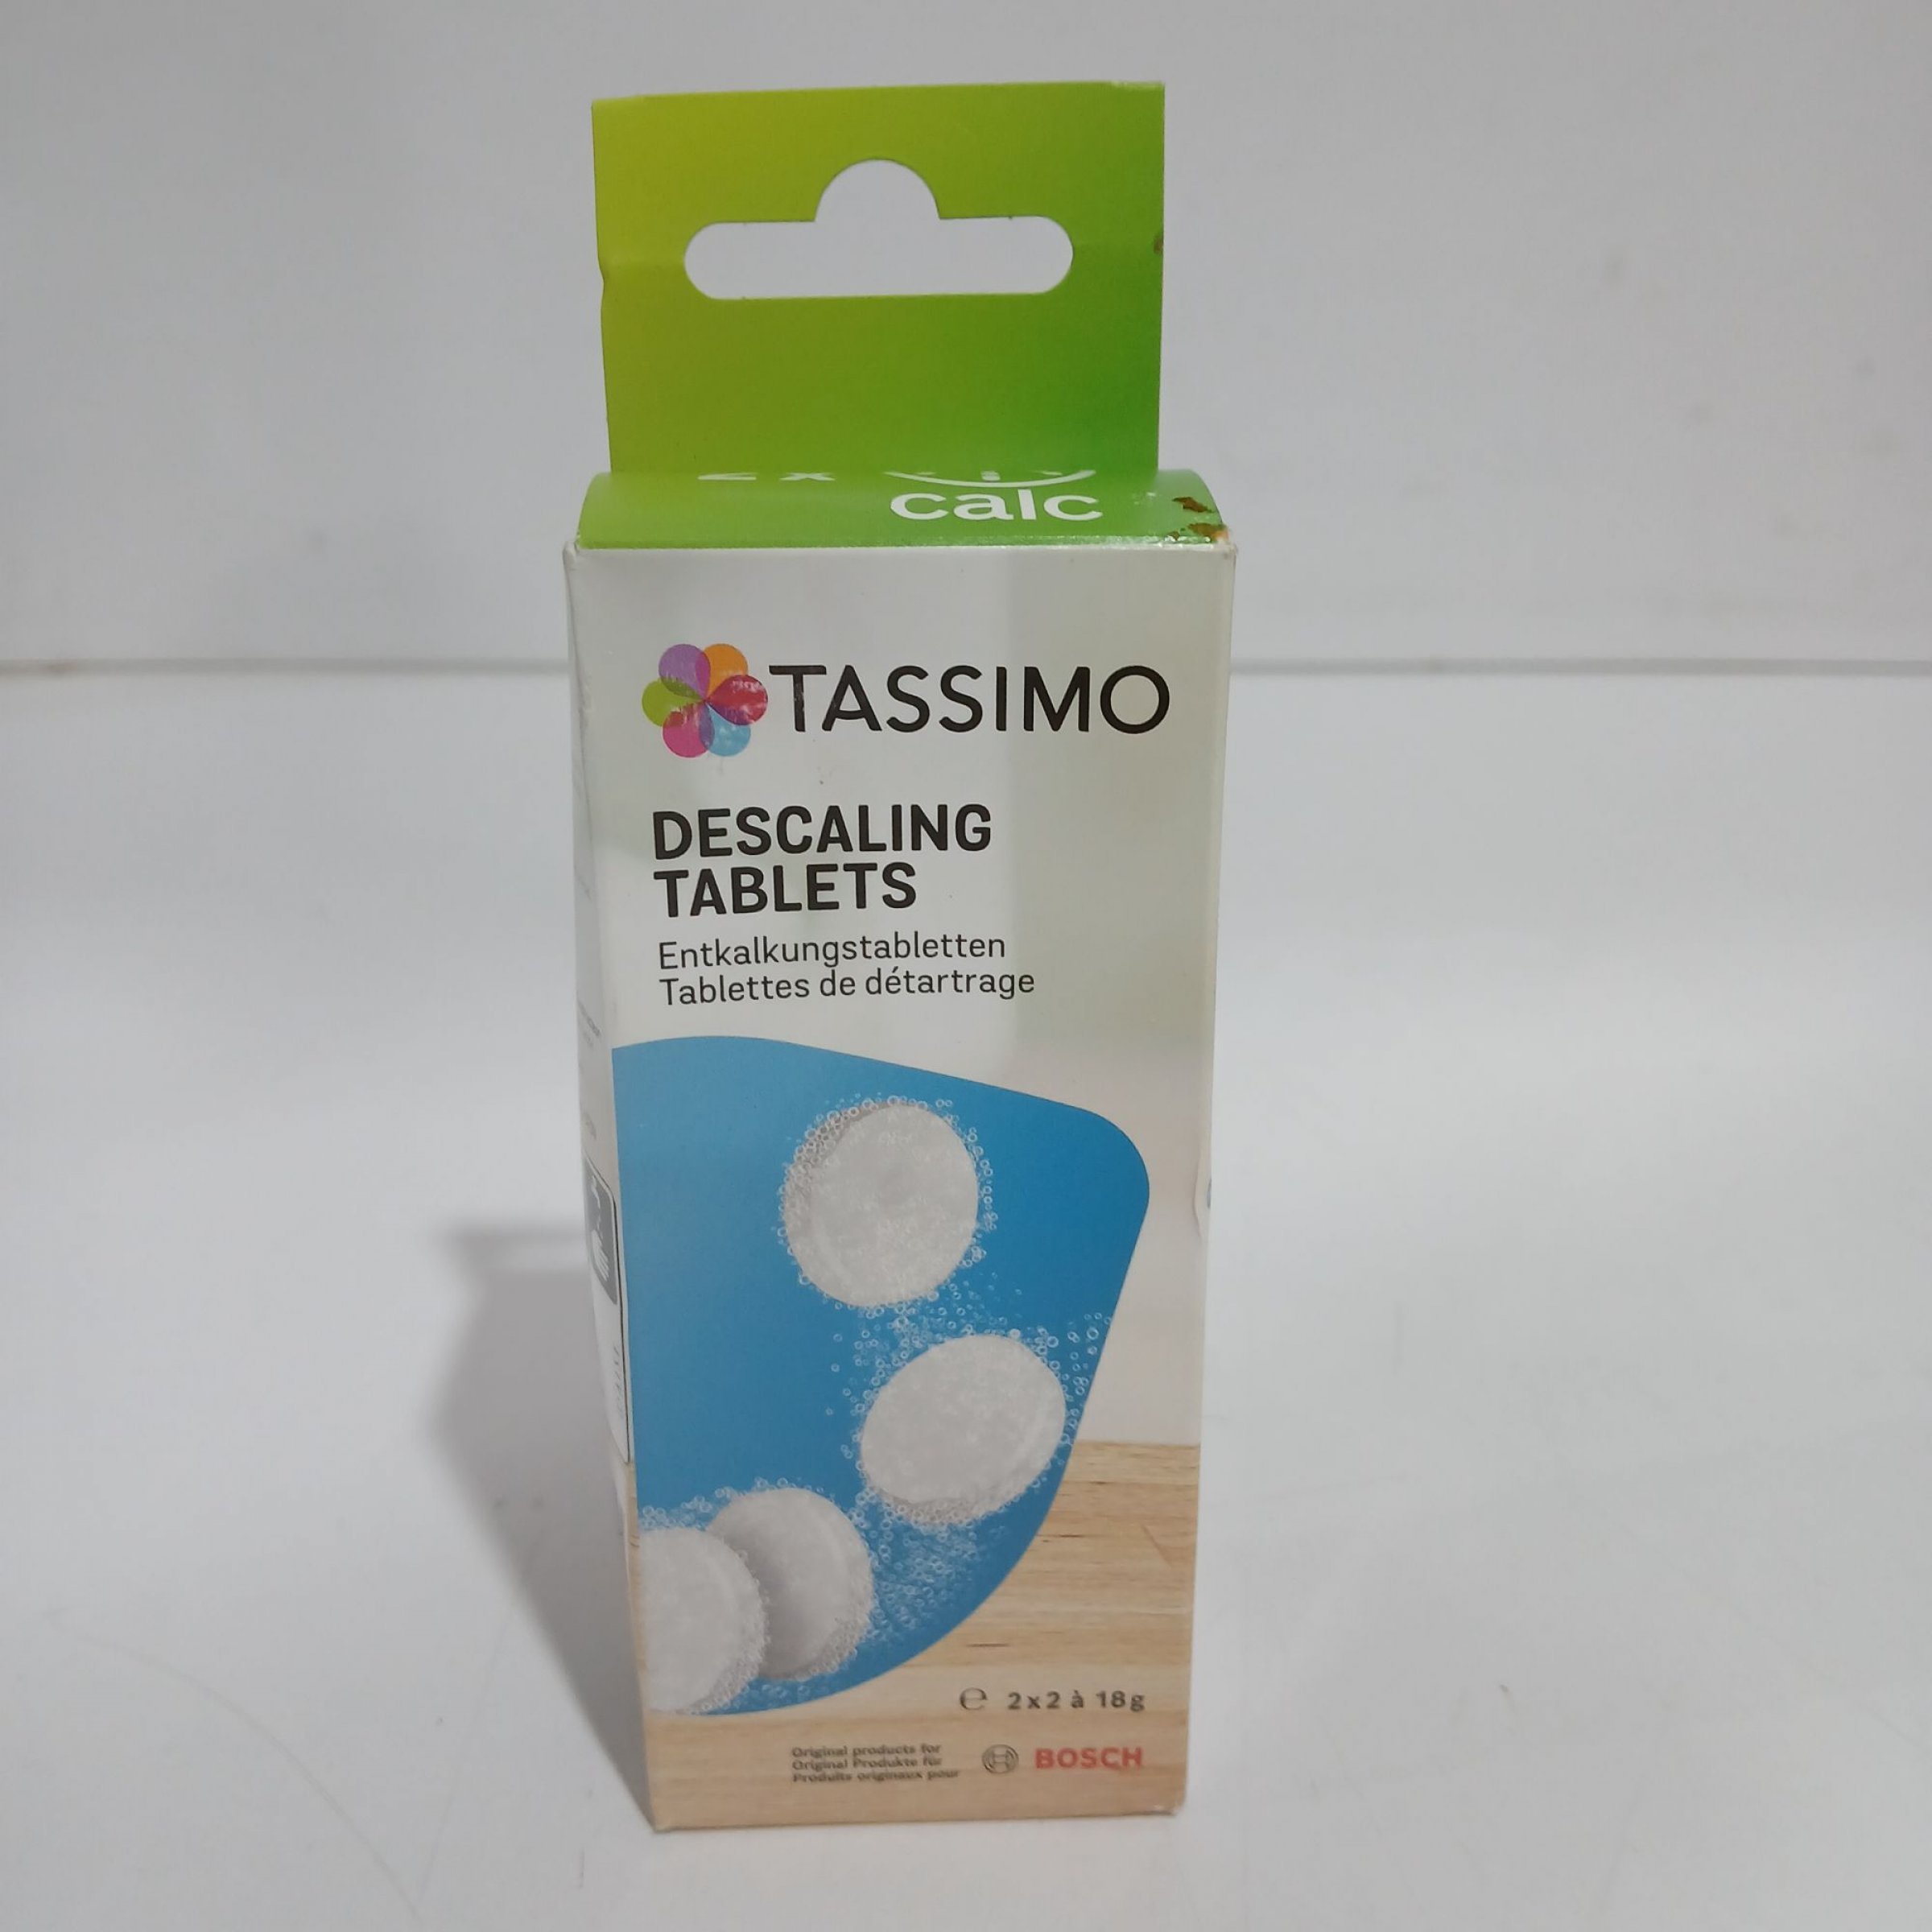 calc
TASSIMO
DESCALING
TABLETS
Entkalkungstabletten
Tablettes de détartrage
℮ 2x2 à 18g
Original products for
Original Produkte für
Produits originaux pour
BOSCH